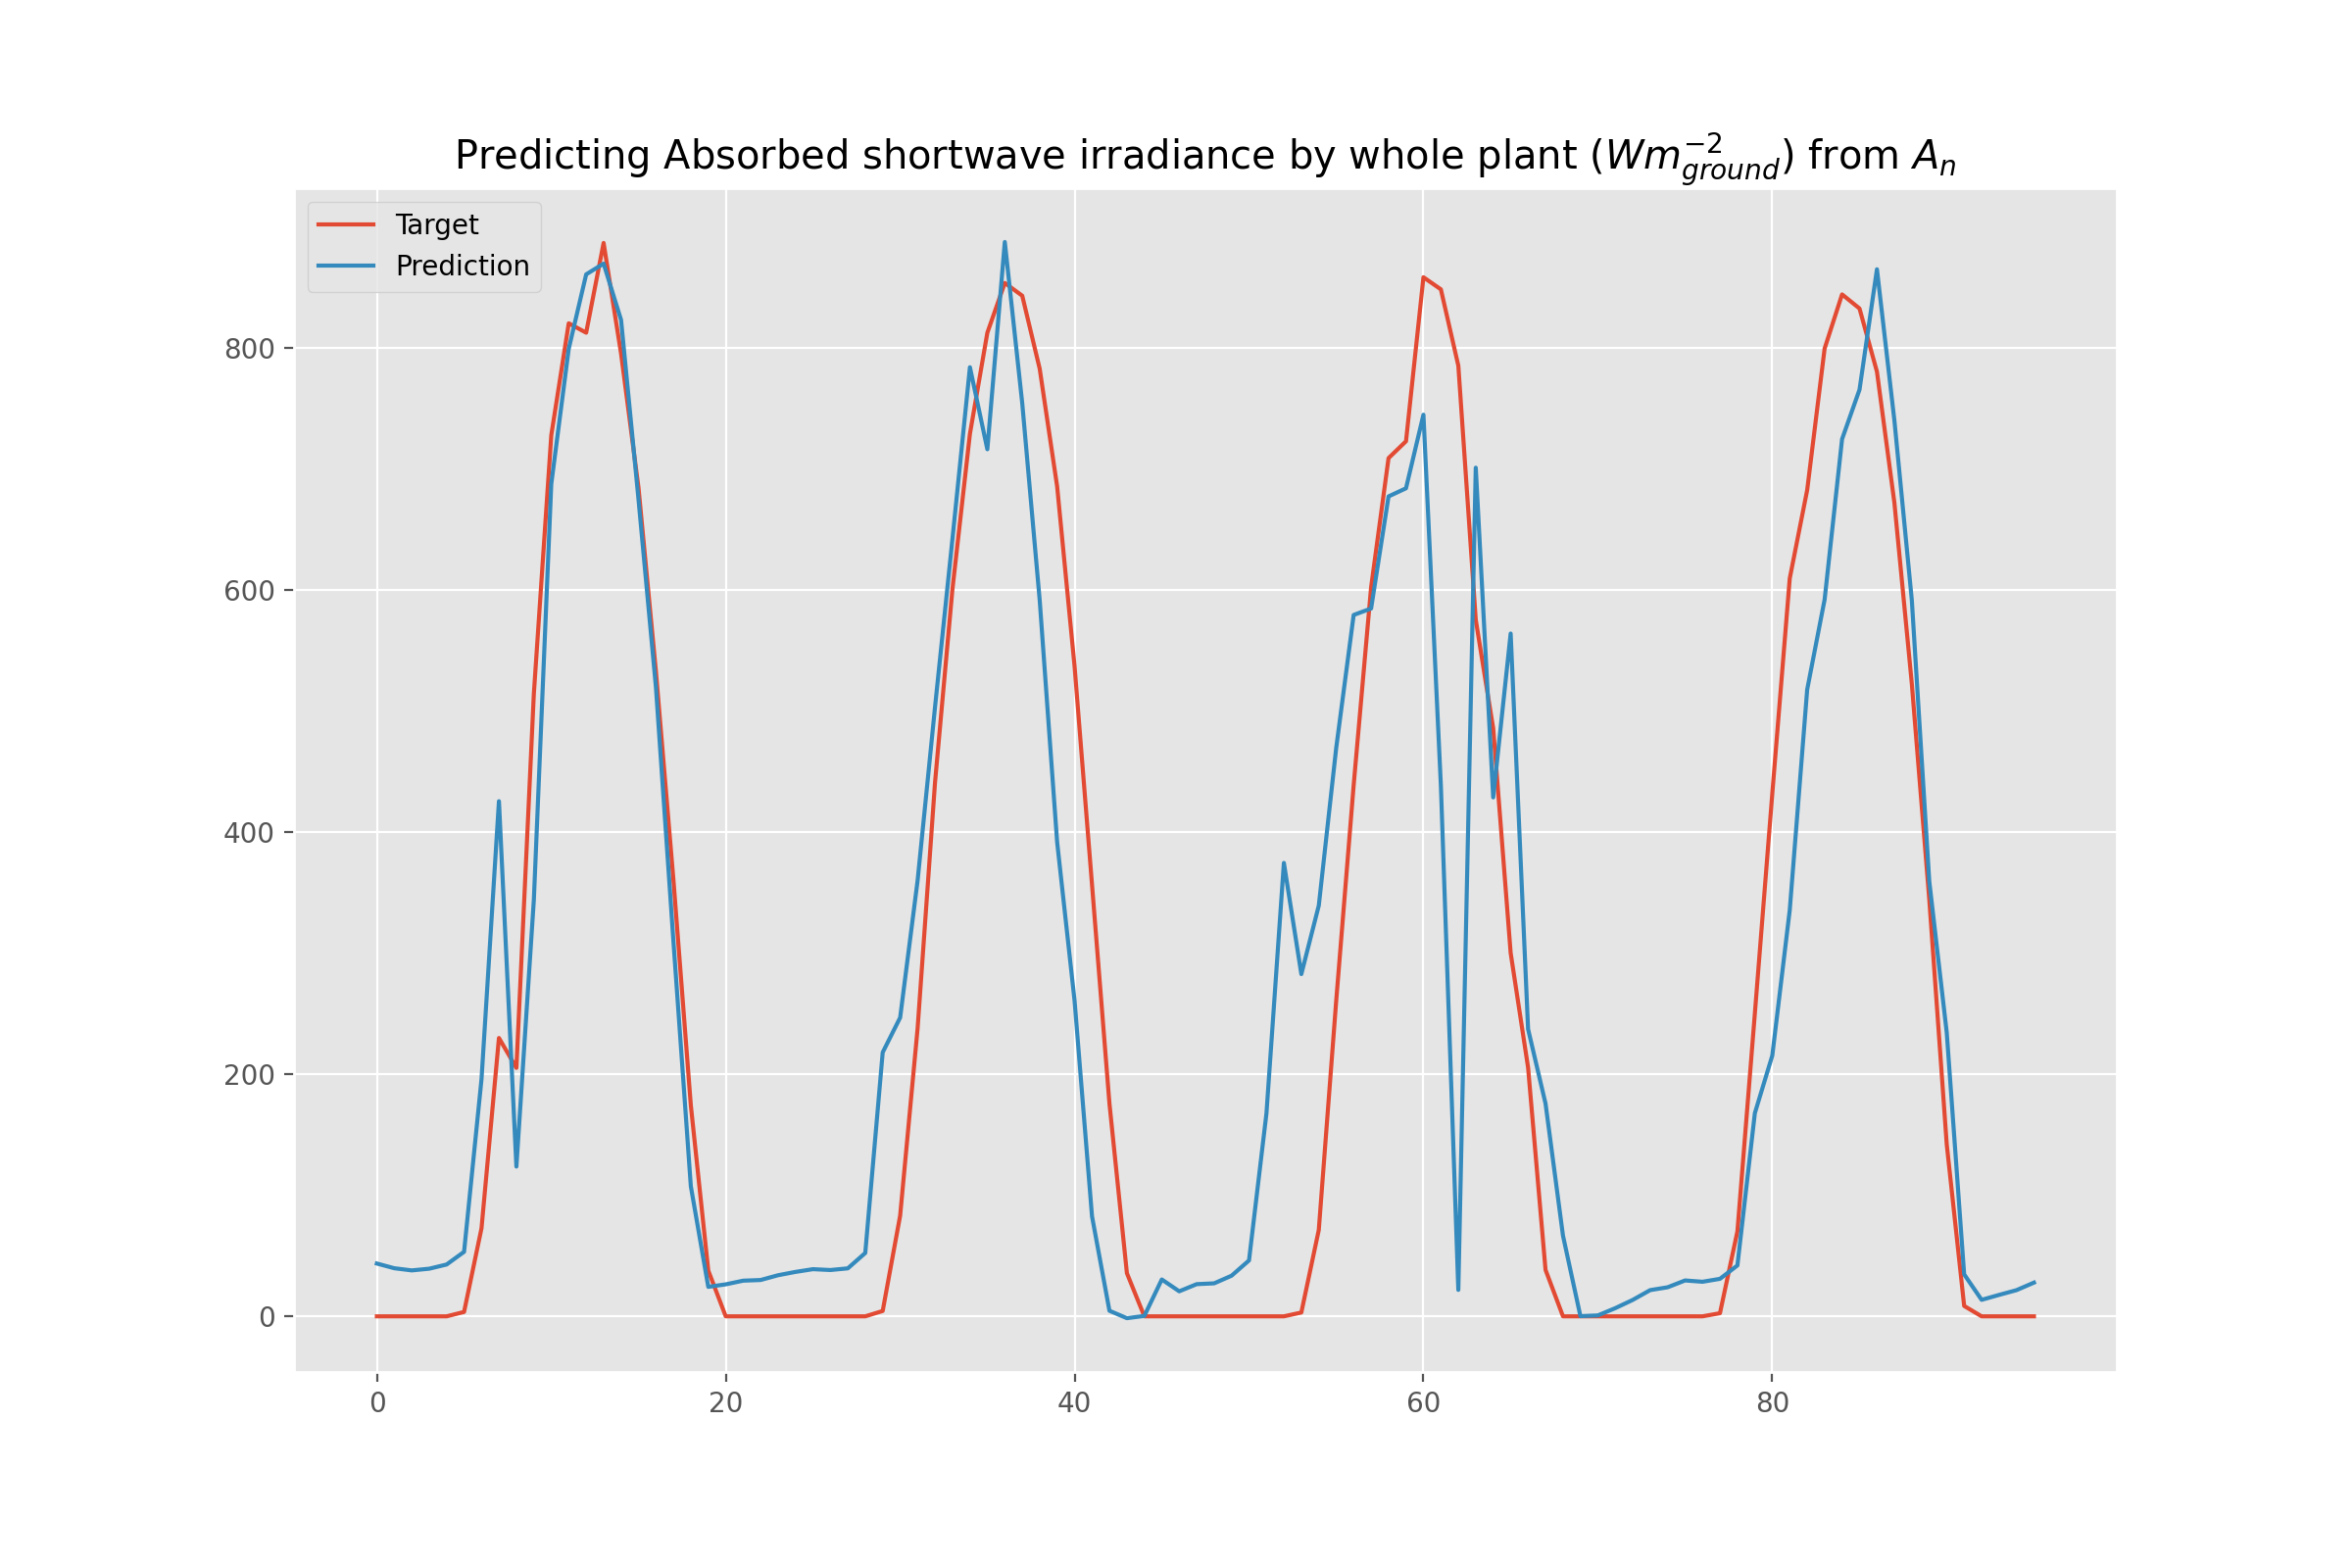 Predicting Absorbed shortwave irradiance by whole plant ($Wm^{-2}_{ground}$) from $A_n$
Target
Prediction
800
600
400
200
0
0 20 40 60 80